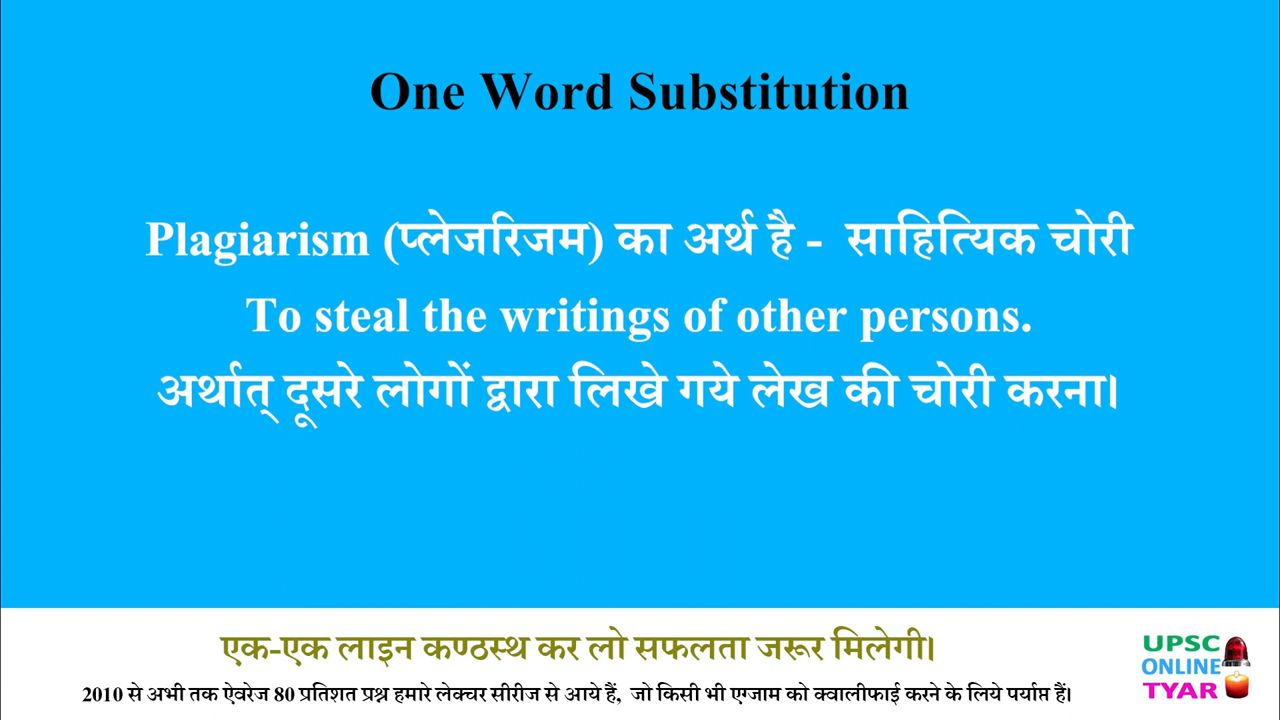 One Word Substitution
Plagiarism (प्लेजरिजम) का अर्थ है - साहित्यिक चोरी
To steal the writings of other persons.
अर्थात् दूसरे लोगों द्वारा लिखे गये लेख की चोरी करना।
एक-एक लाइन कण्ठस्थ कर लो सफलता जरूर मिलेगी।
2010 से अभी तक ऐवरेज 80 प्रतिशत प्रश्न हमारे लेक्चर सीरीज से आये हैं, जो किसी भी एग्जाम को क्वालीफाई करने के लिये पर्याप्त हैं।
UPSC
ONLINE
TYAR